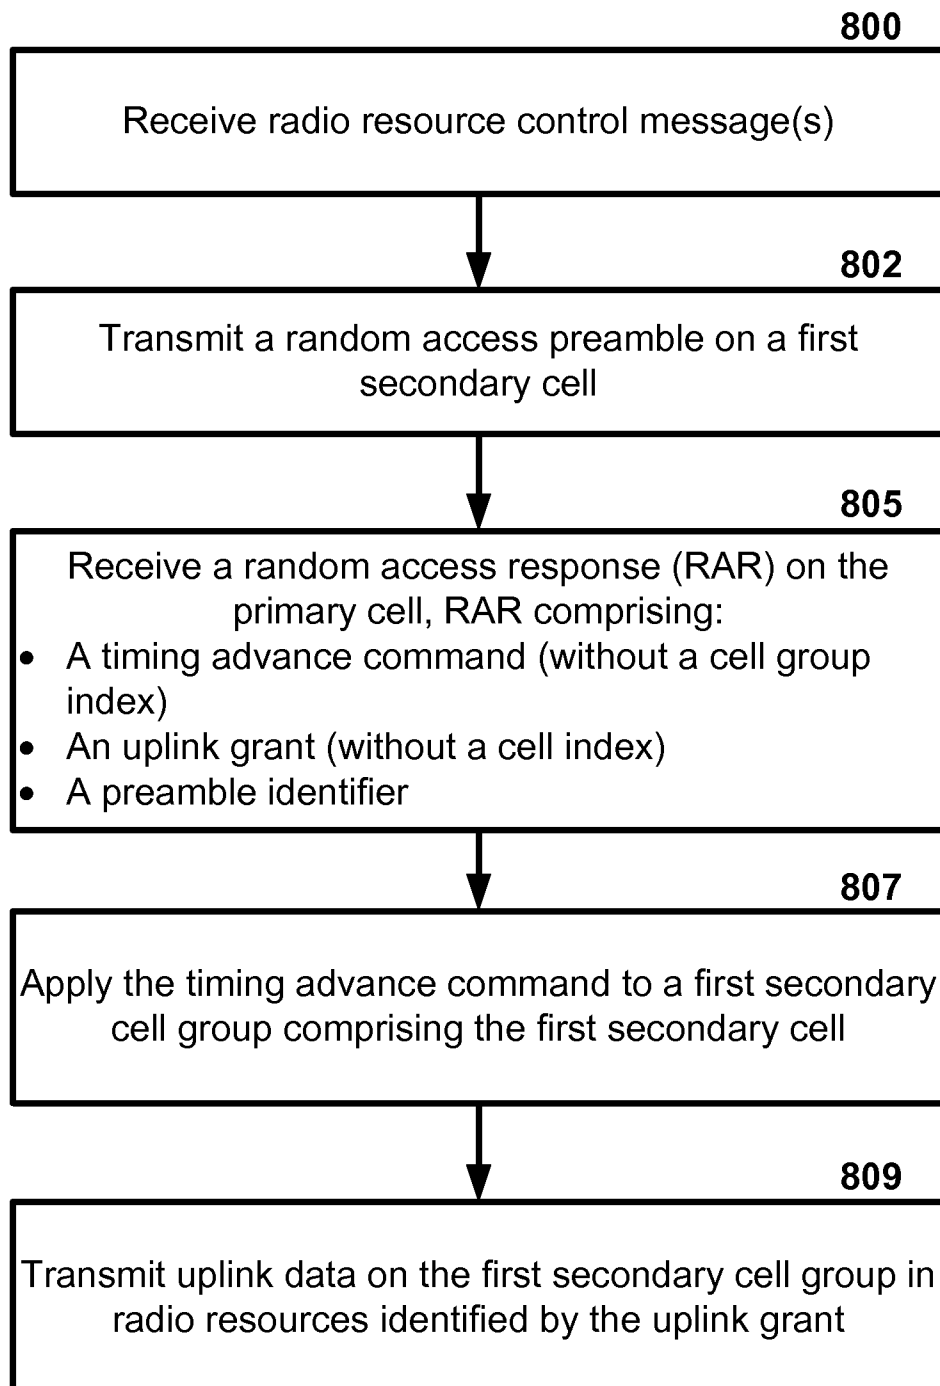 800
Receive radio resource control message(s)
802
Transmit a random access preamble on a first
secondary cell
805
Receive a random access response (RAR) on the
primary cell, RAR comprising:
• A timing advance command (without a cell group
index)
• An uplink grant (without a cell index)
• A preamble identifier
807
Apply the timing advance command to a first secondary
cell group comprising the first secondary cell
809
Transmit uplink data on the first secondary cell group in
radio resources identified by the uplink grant